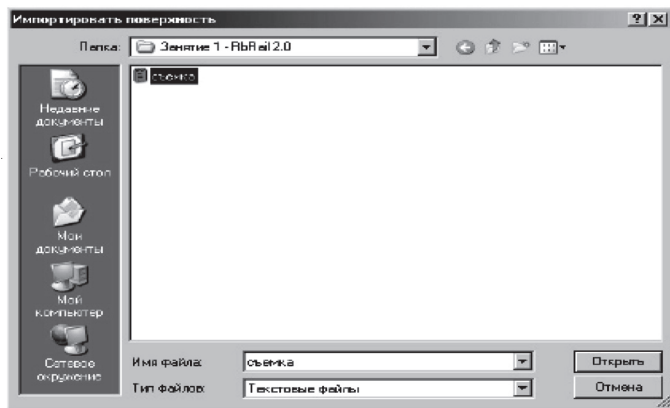 Импортировать поверхность
Папка: Занятие 1 - RbRail 2.0
съемка
Недавние документы
Рабочий стол
Мои документы
Мой компьютер
Сетевое окружение
Имя файла: съемка Открыть
Тип файлов: Текстовые файлы Отмена